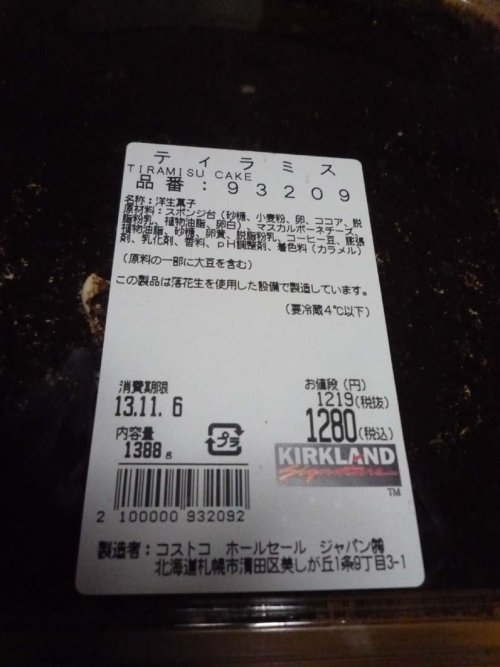 ティラミス
TIRAMISU CAKE
品番:93209
名称:洋生菓子
原材料:スポンジ台(砂糖、小麦粉、卵、ココア、脱
脂粉乳、植物油脂、卵白)、マスカルポーネチーズ、
植物油脂、砂糖、卵黄、脱脂粉乳、コーヒー豆、膨張
剤、乳化剤、香料、pH調整剤、着色料(カラメル)
(原料の一部に大豆を含む)
この製品は落花生を使用した設備で製造しています。
(要冷蔵4℃以下)
消費期限
13.11. 6
お値段(円)
1219(税抜)
1280(税込)
内容量
1388g
プラ
KIRKLAND
Signature
TM
2 100000 932092
製造者:コストコ ホールセール ジャパン㈱
北海道札幌市清田区美しが丘1条9丁目3-1